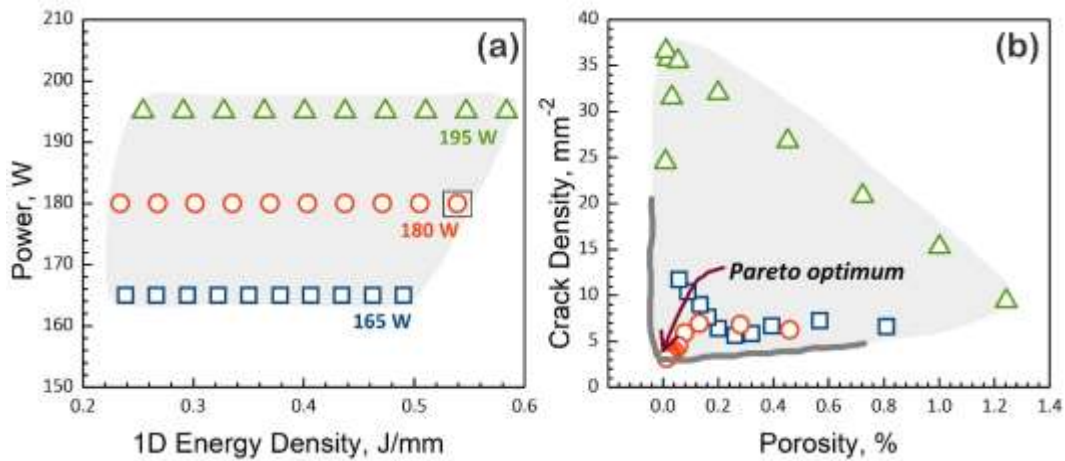 (a)
Power, W
210
200
190
180
170
160
150
195 W
180 W
165 W
0.2
0.3
0.4
0.5
0.6
1D Energy Density, J/mm
(b)
Crack Density, mm-2
40
35
30
25
20
15
10
5
0
Pareto optimum
0.0
0.2
0.4
0.6
0.8
1.0
1.2
1.4
Porosity, %